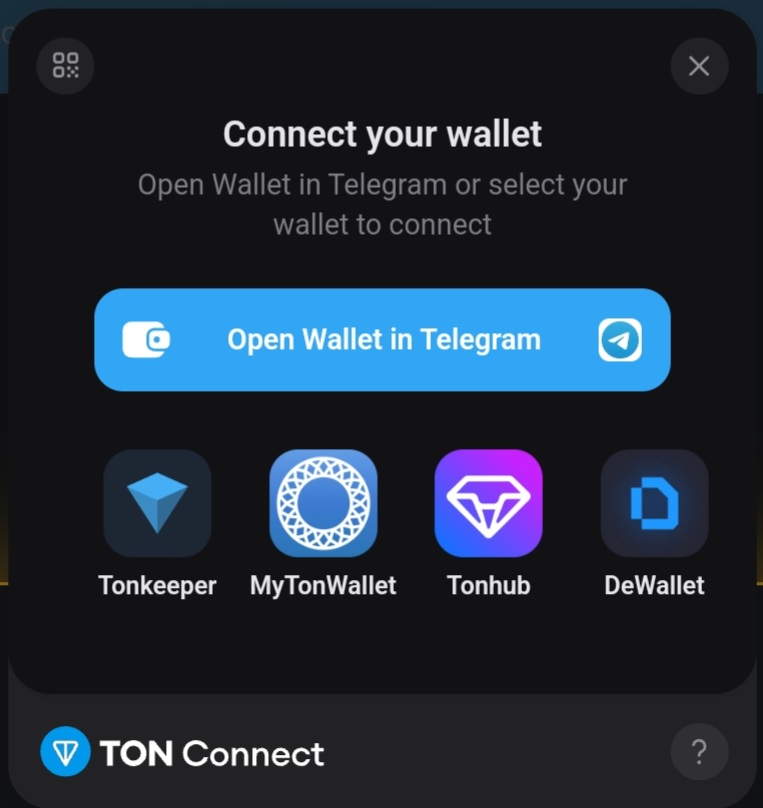 Connect your wallet
Open Wallet in Telegram or select your
wallet to connect
Open Wallet in Telegram
Tonkeeper
MyTonWallet
Tonhub
DeWallet
TON Connect
?